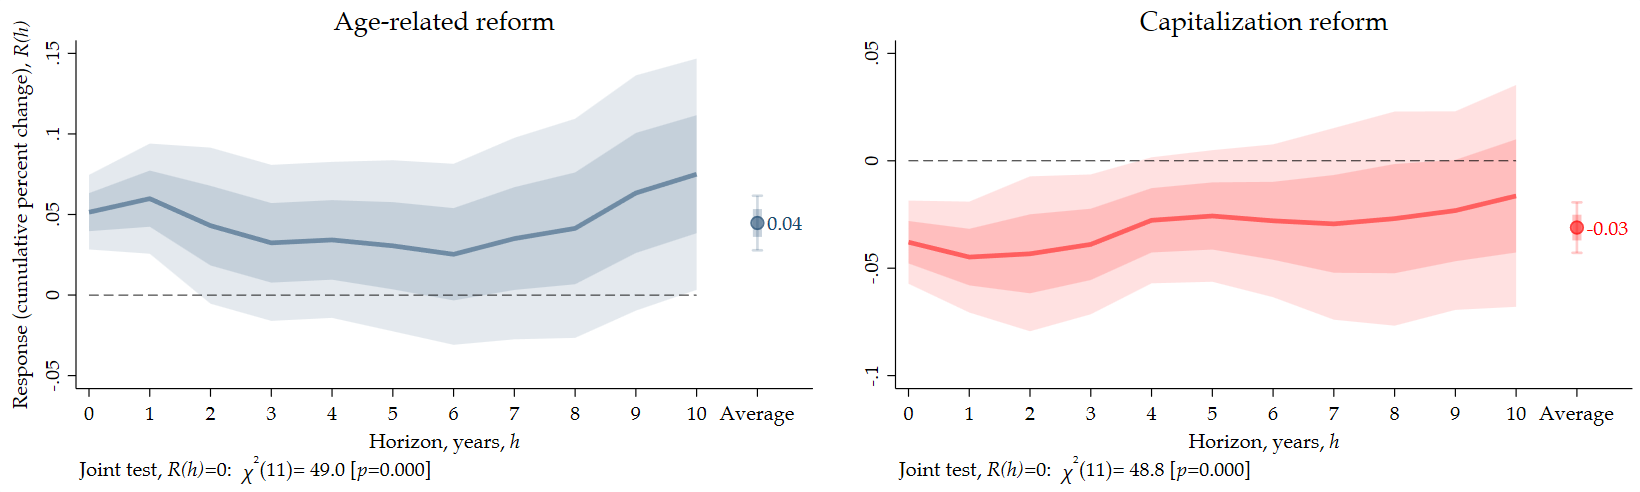 Age-related reform
Response (cumulative percent change), R(h)
.15
.1
.05
0
-.05
0 1 2 3 4 5 6 7 8 9 10 Average
0.04
Horizon, years, h
Joint test, R(h)=0: χ²(11)= 49.0 [p=0.000]
Capitalization reform
.05
0
-.05
-.1
0 1 2 3 4 5 6 7 8 9 10 Average
-0.03
Horizon, years, h
Joint test, R(h)=0: χ²(11)= 48.8 [p=0.000]